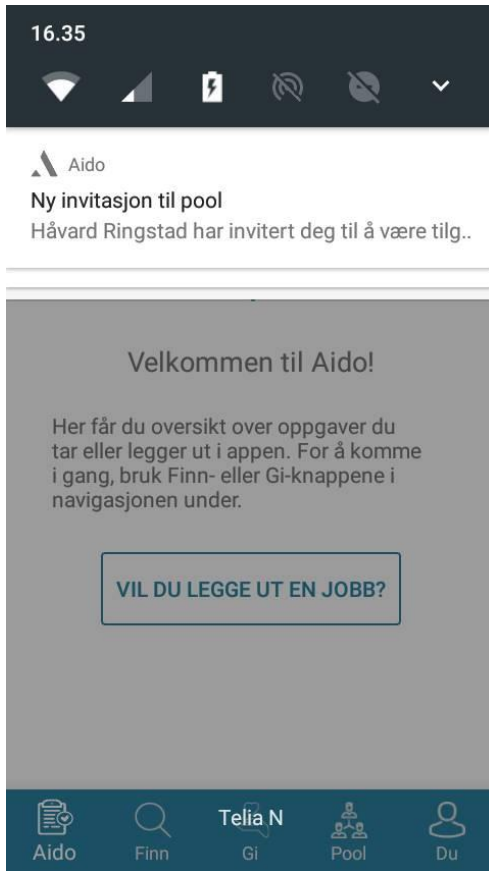 16.35
Aido
Ny invitasjon til pool
Håvard Ringstad har invitert deg til å være tilg..
Velkommen til Aido!
Her får du oversikt over oppgaver du
tar eller legger ut i appen. For å komme
i gang, bruk Finn- eller Gi-knappene i
navigasjonen under.
VIL DU LEGGE UT EN JOBB?
Telia N
Aido Finn Gi Pool Du